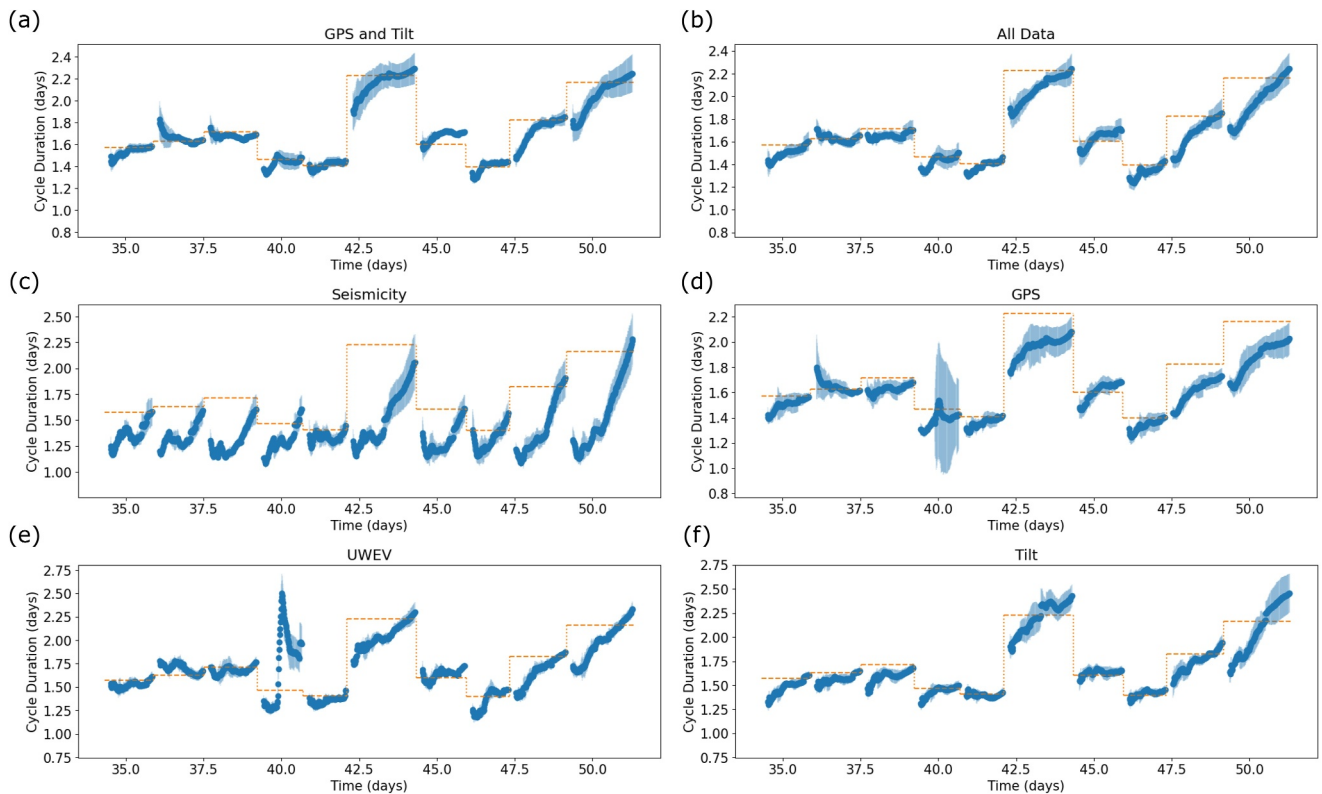 (a)
GPS and Tilt
Cycle Duration (days)
2.4
2.2
2.0
1.8
1.6
1.4
1.2
1.0
0.8
35.0 37.5 40.0 42.5 45.0 47.5 50.0
Time (days)
(b)
All Data
Cycle Duration (days)
2.4
2.2
2.0
1.8
1.6
1.4
1.2
1.0
0.8
35.0 37.5 40.0 42.5 45.0 47.5 50.0
Time (days)
(c)
Seismicity
Cycle Duration (days)
2.50
2.25
2.00
1.75
1.50
1.25
1.00
35.0 37.5 40.0 42.5 45.0 47.5 50.0
Time (days)
(d)
GPS
Cycle Duration (days)
2.2
2.0
1.8
1.6
1.4
1.2
1.0
0.8
35.0 37.5 40.0 42.5 45.0 47.5 50.0
Time (days)
(e)
UWEV
Cycle Duration (days)
2.75
2.50
2.25
2.00
1.75
1.50
1.25
1.00
0.75
35.0 37.5 40.0 42.5 45.0 47.5 50.0
Time (days)
(f)
Tilt
Cycle Duration (days)
2.75
2.50
2.25
2.00
1.75
1.50
1.25
1.00
0.75
35.0 37.5 40.0 42.5 45.0 47.5 50.0
Time (days)